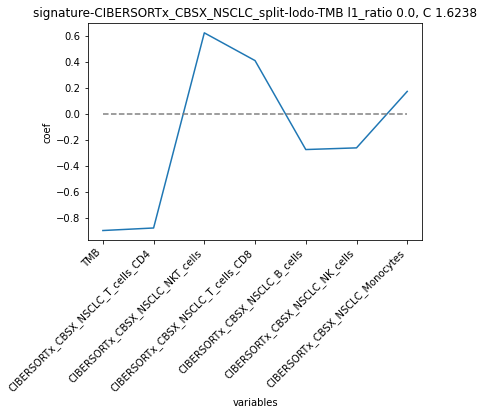 signature-CIBERSORTx_CBSX_NSCLC_split-lodo-TMB l1_ratio 0.0, C 1.6238
0.6
0.4
0.2
0.0
−0.2
−0.4
−0.6
−0.8
coef
TMB
CIBERSORTx_CBSX_NSCLC_T_cells_CD4
CIBERSORTx_CBSX_NSCLC_NKT_cells
CIBERSORTx_CBSX_NSCLC_T_cells_CD8
CIBERSORTx_CBSX_NSCLC_B_cells
CIBERSORTx_CBSX_NSCLC_NK_cells
CIBERSORTx_CBSX_NSCLC_Monocytes
variables